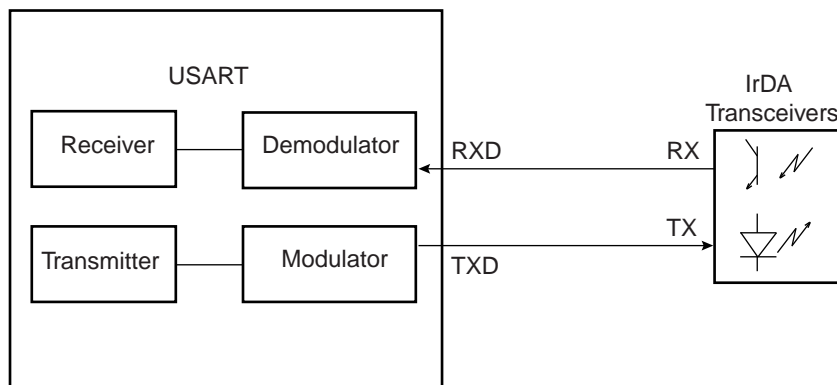 USART
IrDA
Transceivers
Receiver
Demodulator
RXD
RX
Transmitter
Modulator
TXD
TX